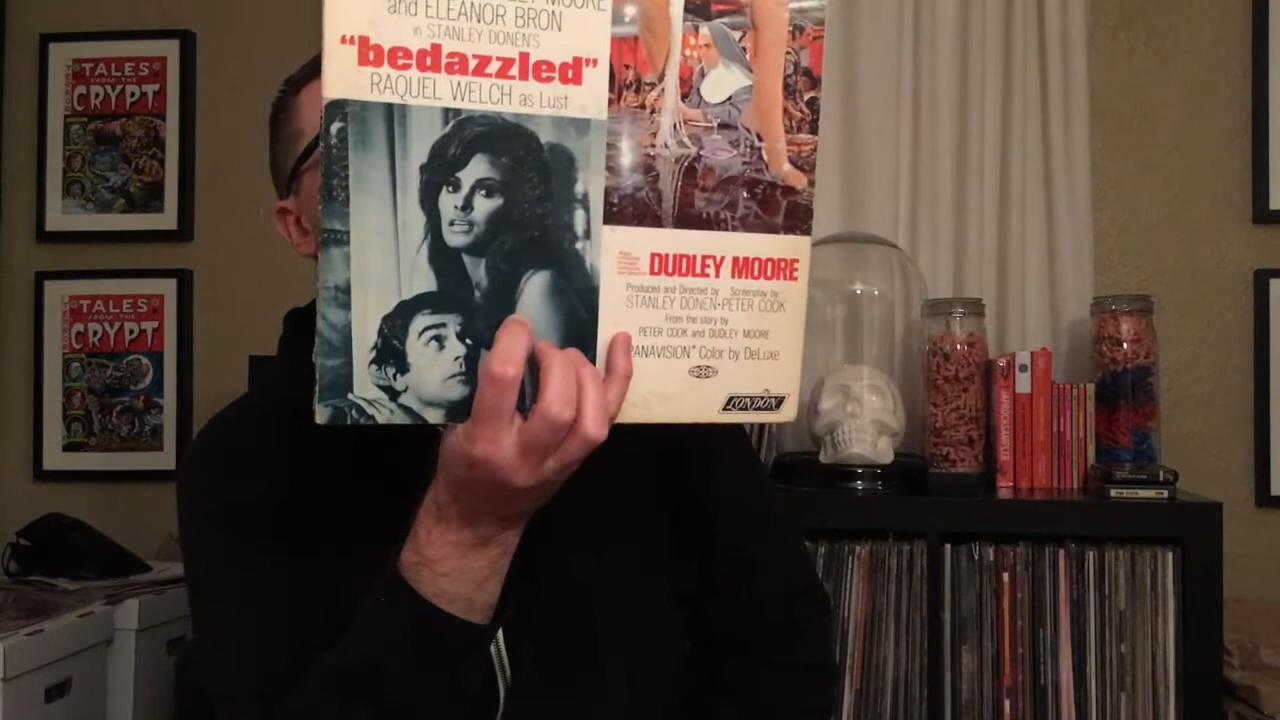 MOORE
and ELEANOR BRON
in STANLEY DONEN'S
"bedazzled"
RAQUEL WELCH as Lust
DUDLEY MOORE
Produced and Directed by Screenplay by
STANLEY DONEN • PETER COOK
From the story by
PETER COOK and DUDLEY MOORE
PANAVISION® Color by DeLuxe
LONDON
TALES
FROM THE
CRYPT
TALES
FROM THE
CRYPT
JAPROCKSAMPLER